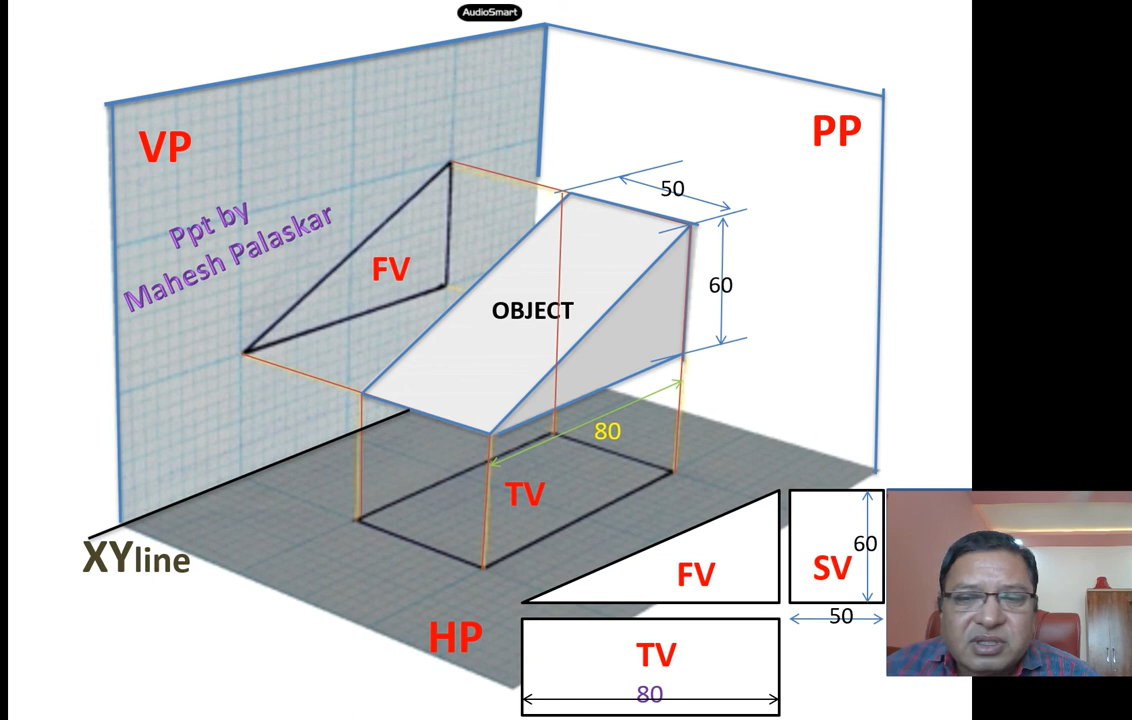 AudioSmart
VP
PP
Ppt by
Mahesh Palaskar
50
FV
60
OBJECT
80
TV
XYline
FV
SV
60
50
HP
TV
80